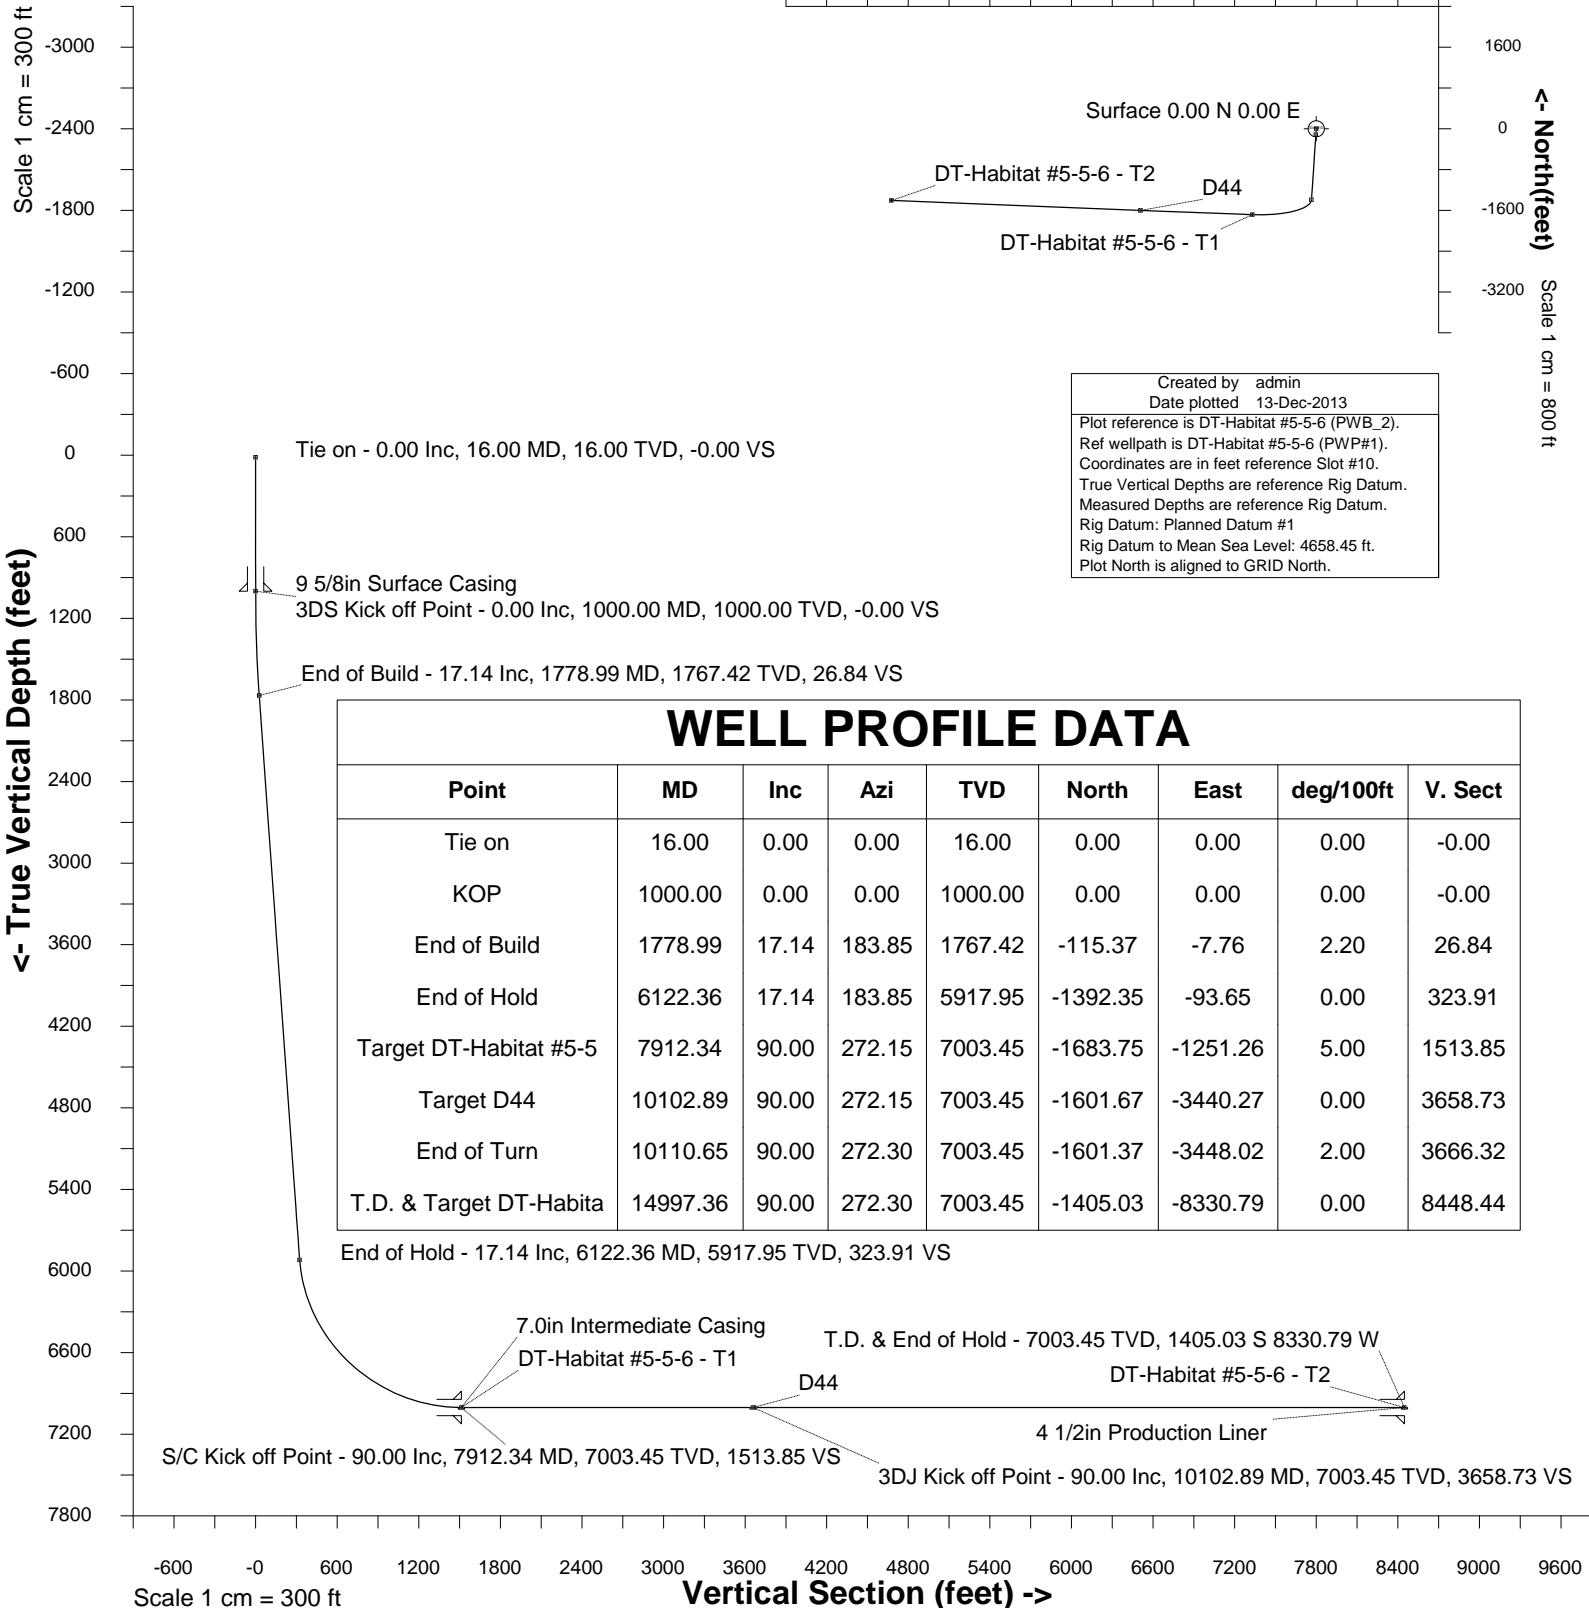 Scale 1 cm = 300 ft
-3000
-2400
-1800
-1200
-600
0
600
1200
1800
2400
3000
3600
4200
4800
5400
6000
6600
7200
7800
<- True Vertical Depth (feet)
1600
0
-1600
-3200
<- North(feet)
Scale 1 cm = 800 ft
Surface 0.00 N 0.00 E
DT-Habitat #5-5-6 - T2
D44
DT-Habitat #5-5-6 - T1
Created by admin
Date plotted 13-Dec-2013
Plot reference is DT-Habitat #5-5-6 (PWB_2).
Ref wellpath is DT-Habitat #5-5-6 (PWP#1).
Coordinates are in feet reference Slot #10.
True Vertical Depths are reference Rig Datum.
Measured Depths are reference Rig Datum.
Rig Datum: Planned Datum #1
Rig Datum to Mean Sea Level: 4658.45 ft.
Plot North is aligned to GRID North.
Tie on - 0.00 Inc, 16.00 MD, 16.00 TVD, -0.00 VS
9 5/8in Surface Casing
3DS Kick off Point - 0.00 Inc, 1000.00 MD, 1000.00 TVD, -0.00 VS
End of Build - 17.14 Inc, 1778.99 MD, 1767.42 TVD, 26.84 VS
WELL PROFILE DATA
Point MD Inc Azi TVD North East deg/100ft V. Sect
Tie on 16.00 0.00 0.00 16.00 0.00 0.00 0.00 -0.00
KOP 1000.00 0.00 0.00 1000.00 0.00 0.00 0.00 -0.00
End of Build 1778.99 17.14 183.85 1767.42 -115.37 -7.76 2.20 26.84
End of Hold 6122.36 17.14 183.85 5917.95 -1392.35 -93.65 0.00 323.91
Target DT-Habitat #5-5 7912.34 90.00 272.15 7003.45 -1683.75 -1251.26 5.00 1513.85
Target D44 10102.89 90.00 272.15 7003.45 -1601.67 -3440.27 0.00 3658.73
End of Turn 10110.65 90.00 272.30 7003.45 -1601.37 -3448.02 2.00 3666.32
T.D. & Target DT-Habita 14997.36 90.00 272.30 7003.45 -1405.03 -8330.79 0.00 8448.44
End of Hold - 17.14 Inc, 6122.36 MD, 5917.95 TVD, 323.91 VS
7.0in Intermediate Casing
DT-Habitat #5-5-6 - T1
T.D. & End of Hold - 7003.45 TVD, 1405.03 S 8330.79 W
DT-Habitat #5-5-6 - T2
D44
4 1/2in Production Liner
S/C Kick off Point - 90.00 Inc, 7912.34 MD, 7003.45 TVD, 1513.85 VS
3DJ Kick off Point - 90.00 Inc, 10102.89 MD, 7003.45 TVD, 3658.73 VS
-600 -0 600 1200 1800 2400 3000 3600 4200 4800 5400 6000 6600 7200 7800 8400 9000 9600
Scale 1 cm = 300 ft
Vertical Section (feet) ->